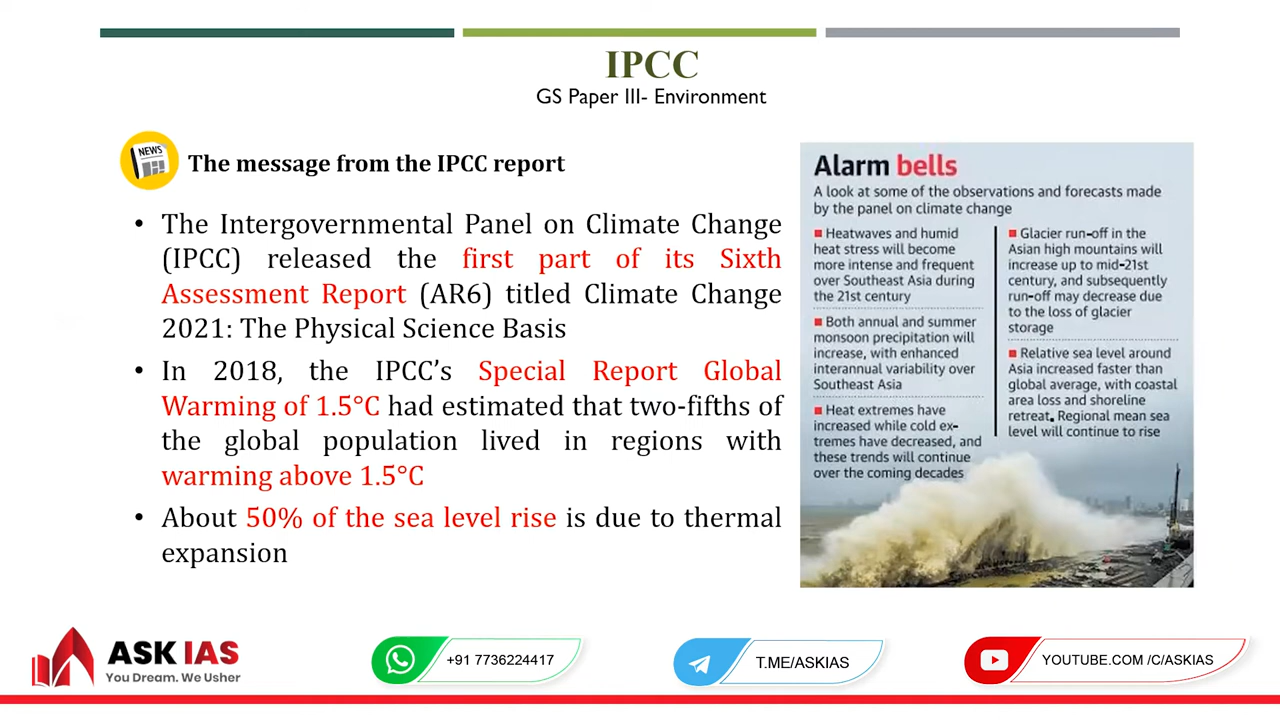 IPCC
GS Paper III- Environment
NEWS
The message from the IPCC report
• The Intergovernmental Panel on Climate Change
(IPCC) released the first part of its Sixth
Assessment Report (AR6) titled Climate Change
2021: The Physical Science Basis
• In 2018, the IPCC’s Special Report Global
Warming of 1.5°C had estimated that two-fifths of
the global population lived in regions with
warming above 1.5°C
• About 50% of the sea level rise is due to thermal
expansion
Alarm bells
A look at some of the observations and forecasts made
by the panel on climate change
■ Heatwaves and humid
heat stress will become
more intense and frequent
over Southeast Asia during
the 21st century
■ Both annual and summer
monsoon precipitation will
increase, with enhanced
interannual variability over
Southeast Asia
■ Heat extremes have
increased while cold ex-
tremes have decreased, and
these trends will continue
over the coming decades
■ Glacier run-off in the
Asian high mountains will
increase up to mid-21st
century, and subsequently
run-off may decrease due
to the loss of glacier
storage
■ Relative sea level around
Asia increased faster than
global average, with coastal
area loss and shoreline
retreat. Regional mean sea
level will continue to rise
ASK IAS
You Dream. We Usher
+91 7736224417
T.ME/ASKIAS
YOUTUBE.COM /C/ASKIAS